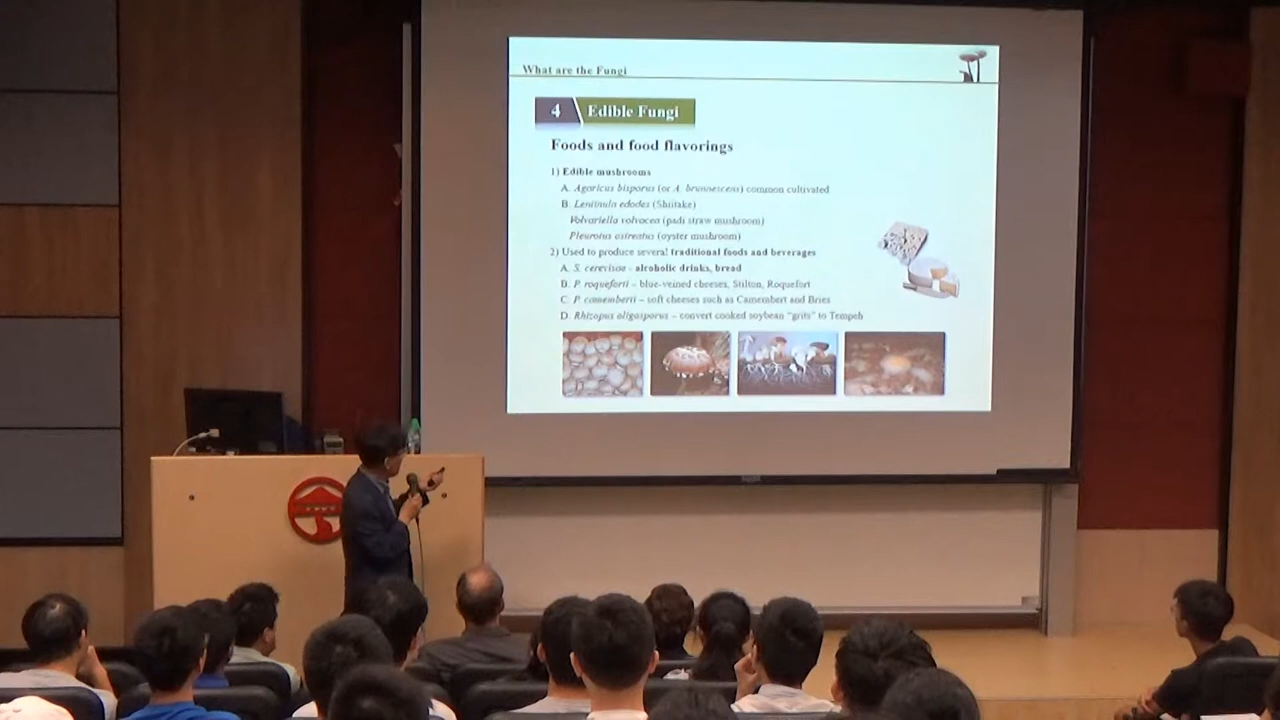 What are the Fungi
4 Edible Fungi
Foods and food flavorings
1) Edible mushrooms
A. Agaricus bisporus (or A. brunnescens) common cultivated
B. Lentinula edodes (Shiitake)
Volvariella volvacea (padi straw mushroom)
Pleurotus ostreatus (oyster mushroom)
2) Used to produce several traditional foods and beverages
A. S. cerevisae - alcoholic drinks, bread
B. P. roqueforti – blue-veined cheeses, Stilton, Roquefort
C. P. camemberti – soft cheeses such as Camembert and Bries
D. Rhizopus oligosporus – convert cooked soybean "grits" to Tempeh